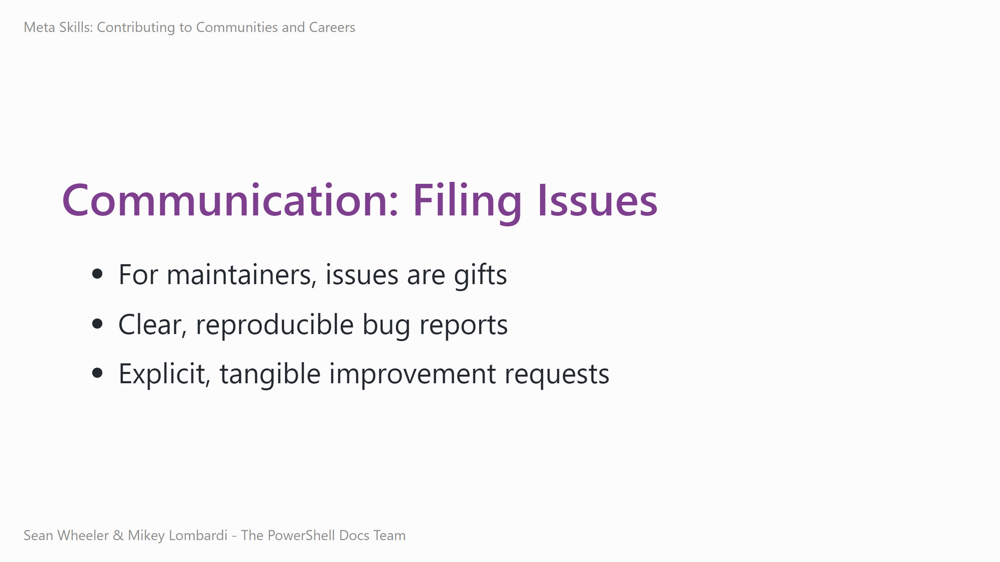 Meta Skills: Contributing to Communities and Careers
Communication: Filing Issues
• For maintainers, issues are gifts
• Clear, reproducible bug reports
• Explicit, tangible improvement requests
Sean Wheeler & Mikey Lombardi - The PowerShell Docs Team